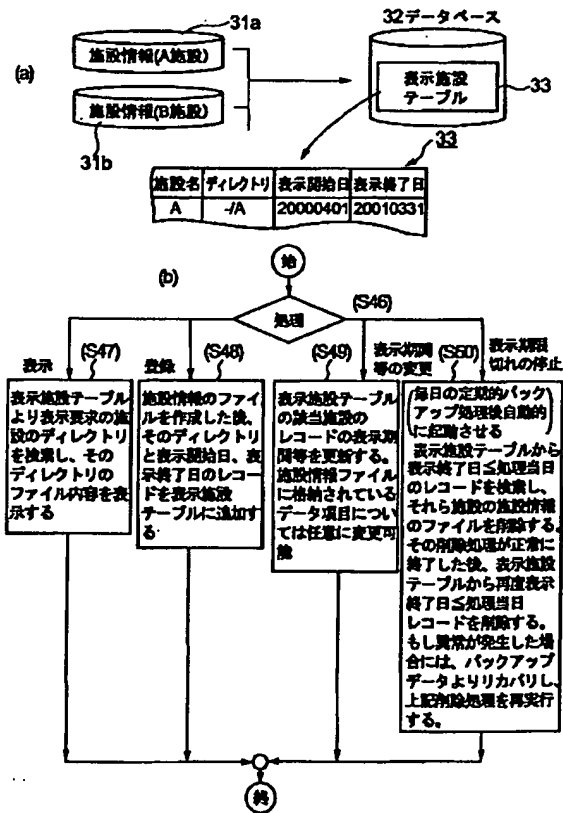 31a
32データベース
(a)
施設情報(A施設)
表示施設
テーブル
33
施設情報(B施設)
31b
33
施設名 ディレクトリ 表示開始日 表示終了日
A -/A 20000401 20010331
始
(b)
処理
(S46)
表示
(S47)
登録
(S48)
(S49)
表示期間
等の変更
(S50)
表示期限
切れの停止
表示施設テーブル
より表示要求の施
設のディレクトリ
を検索し、その
ディレクトリの
ファイル内容を表
示する
施設情報のファイ
ルを作成した後、
そのディレクトリ
と表示開始日、表
示終了日のレコー
ドを表示施設
テーブルに追加す
る
表示施設テーブル
の該当施設の
レコードの表示期
間等を更新する。
施設情報ファイル
に格納されている
データ項目につい
ては任意に変更可
能
(毎日の定期的バック
アップ処理後自動的
に起動させる)
表示施設テーブルから
表示終了日≦処理当日
のレコードを検索し、
それら施設の施設情報
のファイルを削除する。
その削除処理が正常に
終了した後、表示施設
テーブルから再度表示
終了日≦処理当日
レコードを削除する。
もし異常が発生した場
合には、バックアップ
データよりリカバリし、
上記削除処理を再実行
する。
終